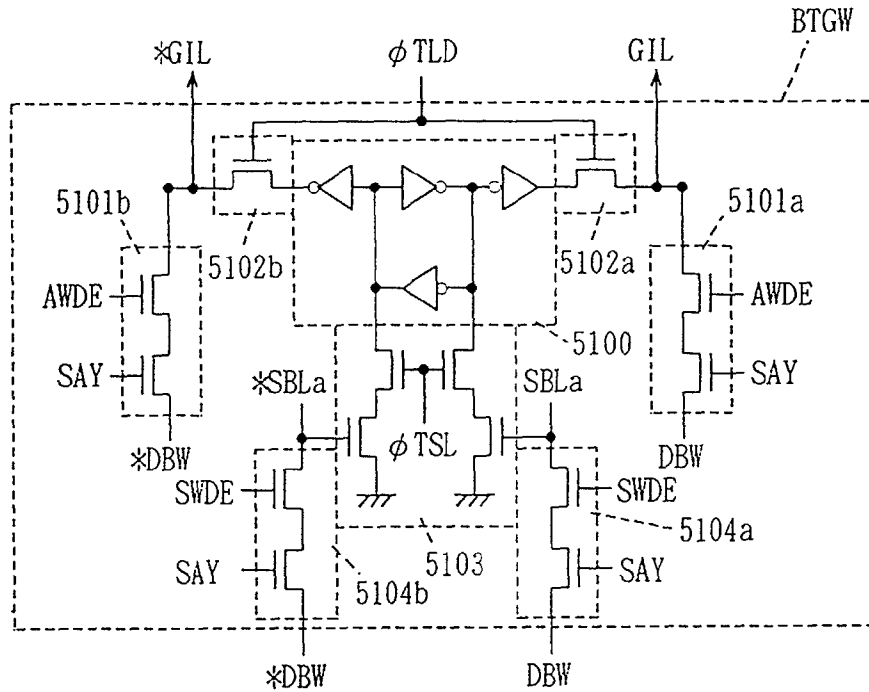 BTGW
※GIL
φTLD
GIL
5101b
5102b
5102a
5101a
AWDE
AWDE
SAY
5100
SAY
※SBLa
SBLa
※DBW
φTSL
DBW
SWDE
SWDE
5104a
SAY
5103
SAY
5104b
※DBW
DBW